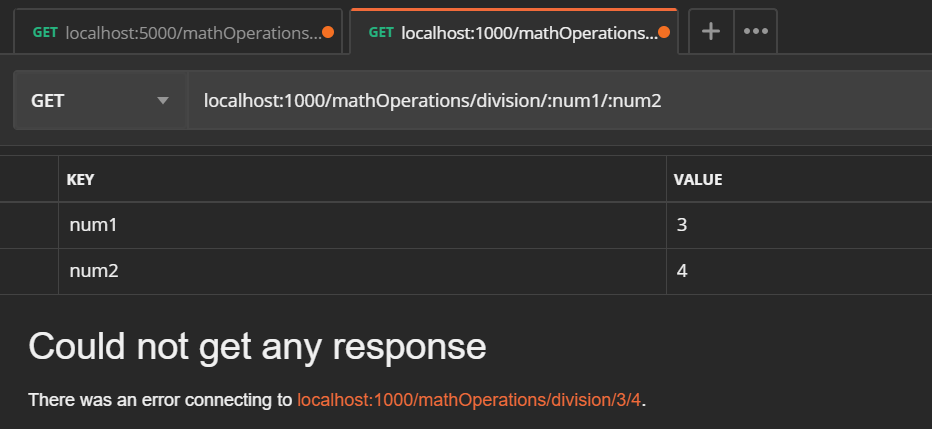 GET localhost:5000/mathOperations... GET localhost:1000/mathOperations...
GET localhost:1000/mathOperations/division/:num1/:num2
KEY VALUE
num1 3
num2 4
Could not get any response
There was an error connecting to localhost:1000/mathOperations/division/3/4.